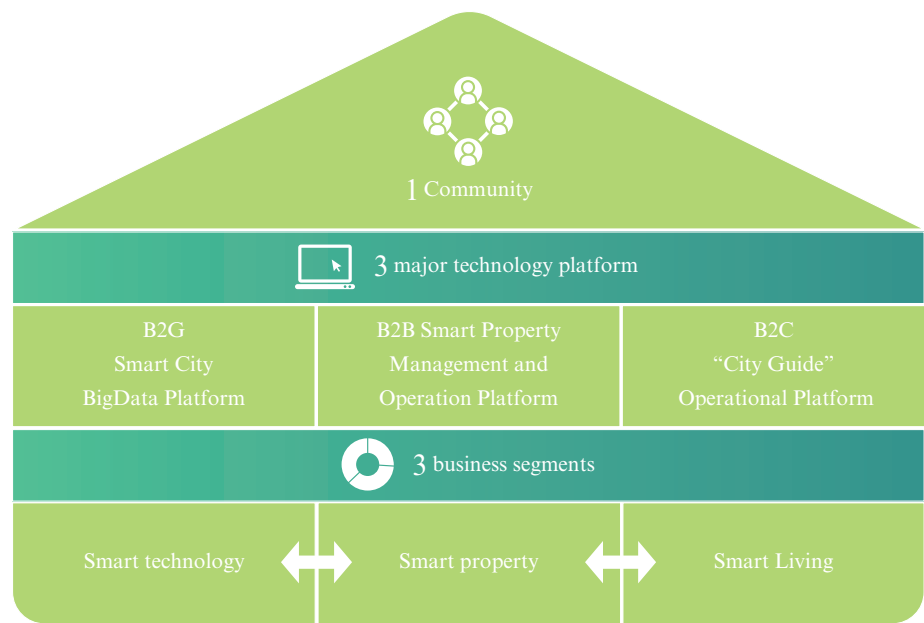 1 Community
3 major technology platform
B2G
Smart City
BigData Platform
B2B Smart Property
Management and
Operation Platform
B2C
“City Guide”
Operational Platform
3 business segments
Smart technology
Smart property
Smart Living